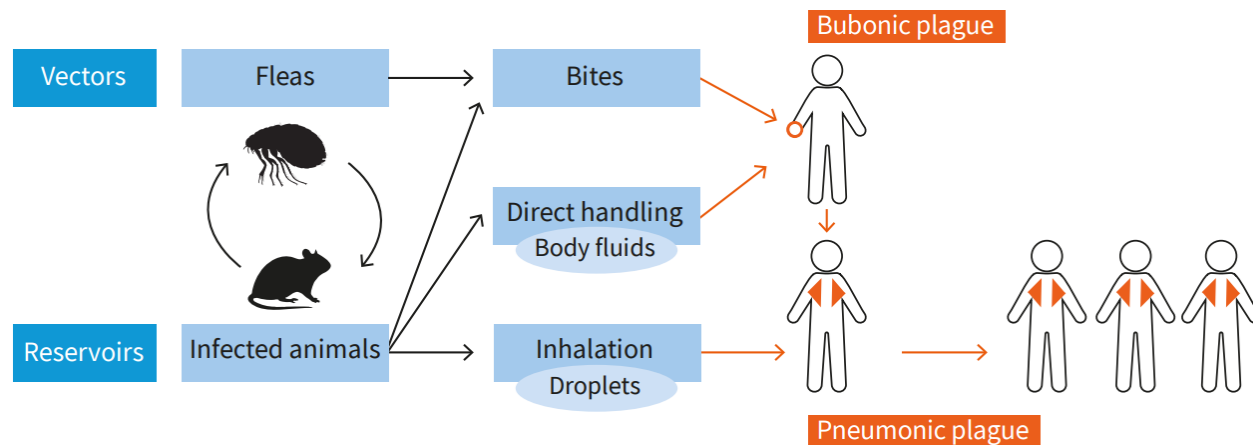 Bubonic plague
Vectors
Fleas
Bites
Direct handling
Body fluids
Reservoirs
Infected animals
Inhalation
Droplets
Pneumonic plague